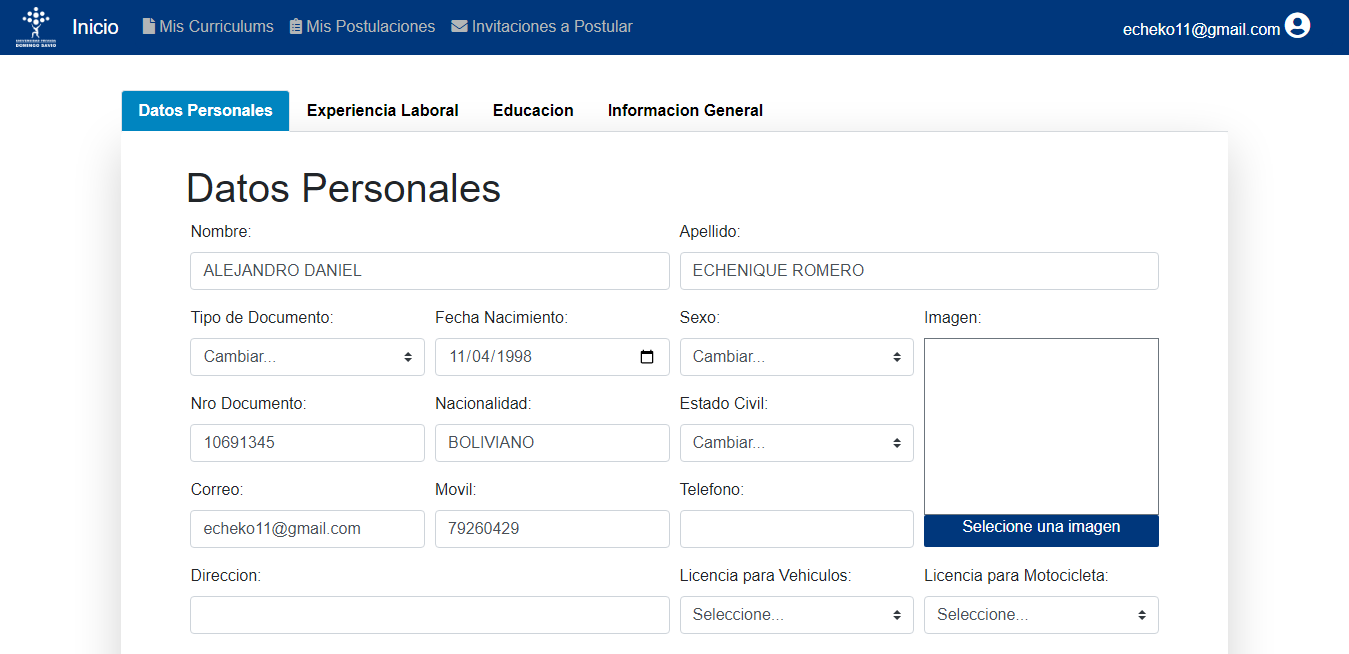 Inicio Mis Curriculums Mis Postulaciones Invitaciones a Postular echeko11@gmail.com
DOMINGO SAVIO
Datos Personales Experiencia Laboral Educacion Informacion General
Datos Personales
Nombre: Apellido:
ALEJANDRO DANIEL ECHENIQUE ROMERO
Tipo de Documento: Fecha Nacimiento: Sexo: Imagen:
Cambiar... 11/04/1998 Cambiar...
Nro Documento: Nacionalidad: Estado Civil:
10691345 BOLIVIANO Cambiar...
Correo: Movil: Telefono:
echeko11@gmail.com 79260429
Selecione una imagen
Direccion: Licencia para Vehiculos: Licencia para Motocicleta:
Seleccione... Seleccione...